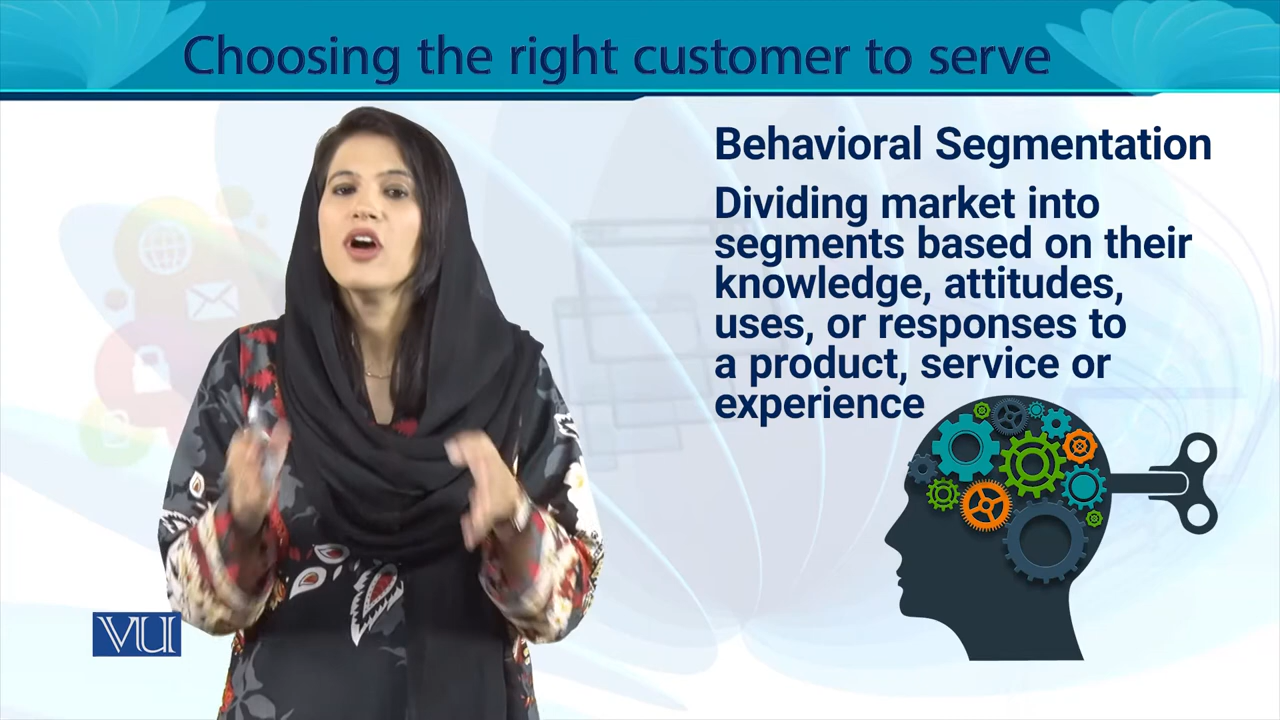 Choosing the right customer to serve
Behavioral Segmentation
Dividing market into
segments based on their
knowledge, attitudes,
uses, or responses to
a product, service or
experience
VU